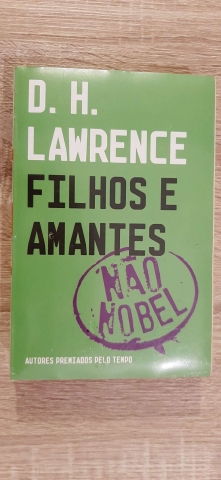 D. H.
LAWRENCE
FILHOS E
AMANTES
NÃO
NOBEL
AUTORES PREMIADOS PELO TEMPO